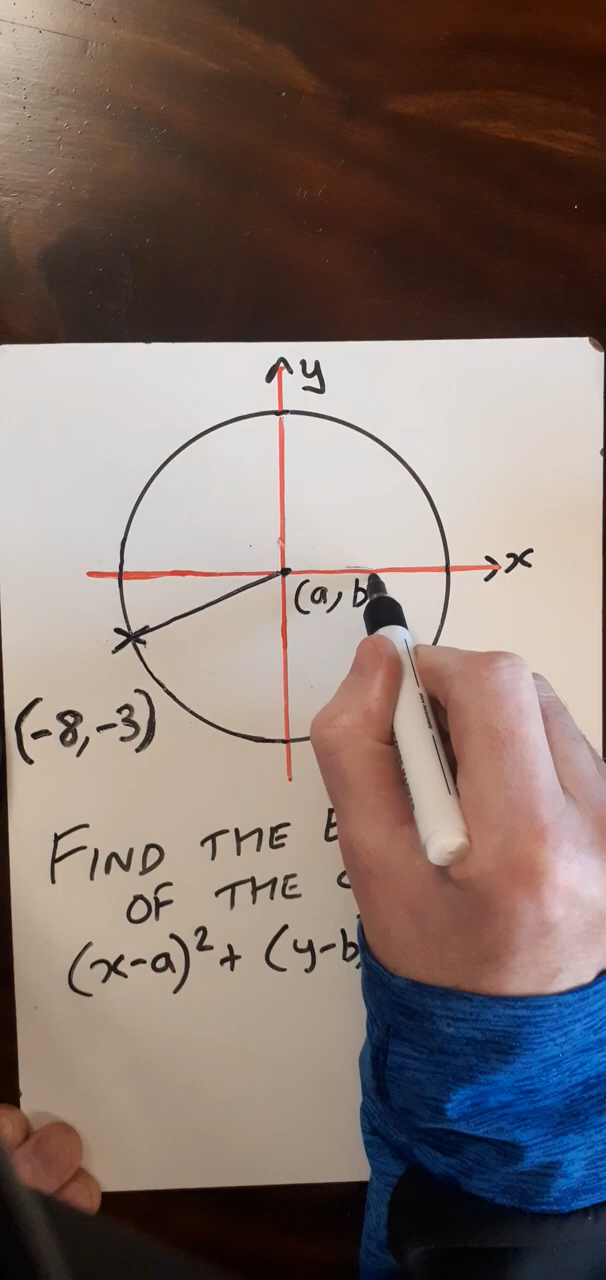 y
x
(a, b
(-8,-3)
FIND THE
OF THE
(x-a)²+ (y-b